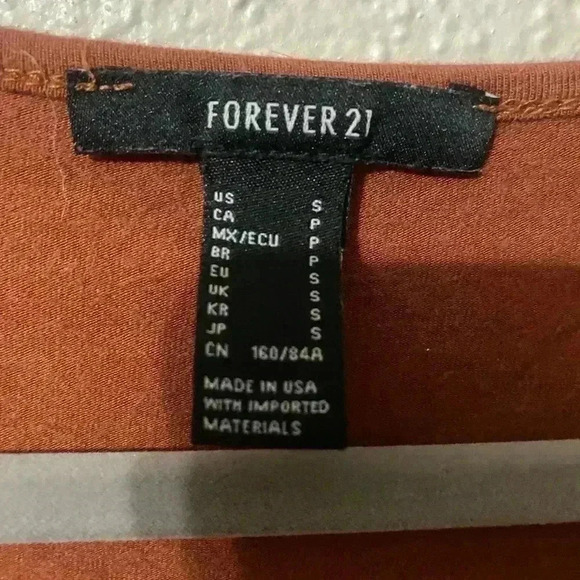 FOREVER 21
US S
CA P
MX/ECU P
BR P
EU S
UK S
KR S
JP S
CN 160/84A
MADE IN USA
WITH IMPORTED
MATERIALS